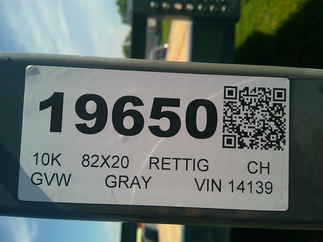 19650
10K 82X20 RETTIG CH
GVW GRAY VIN 14139